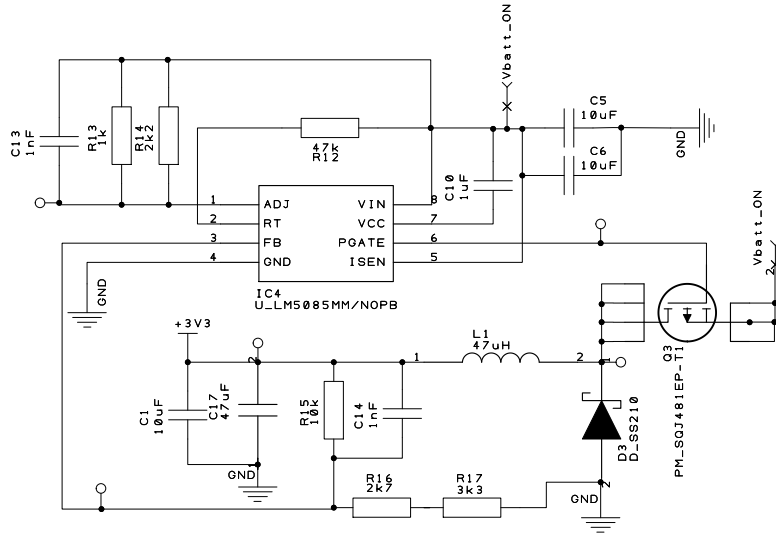 Vbatt_ON
C13
1nF
R13
1k
R14
2k2
47k
R12
C5
10uF
C6
10uF
GND
C10
1uF
1 ADJ
2 RT
3 FB
4 GND
VIN 8
VCC 7
PGATE 6
ISEN 5
IC4
U_LM5085MM/NOPB
GND
Vbatt_ON
2
+3V3
L1
47uH
1
2
1
Q3
PM_SQJ481EP-T1
C1
10uF
C17
47uF
2
1
R15
10k
C14
1nF
D3
D_SS210
GND
R16
2k7
R17
3k3
2
GND